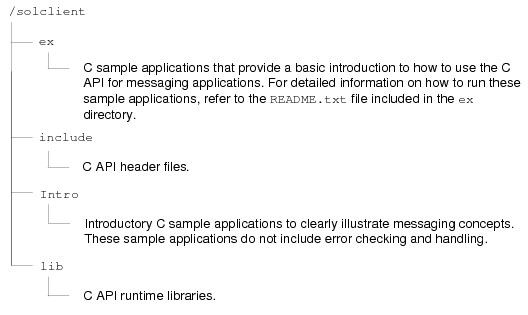 /solclient
ex
C sample applications that provide a basic introduction to how to use the C
API for messaging applications. For detailed information on how to run these
sample applications, refer to the README.txt file included in the ex
directory.
include
C API header files.
Intro
Introductory C sample applications to clearly illustrate messaging concepts.
These sample applications do not include error checking and handling.
lib
C API runtime libraries.